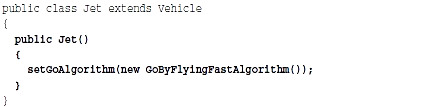 public class Jet extends Vehicle
{
  public Jet()
  {
    setGoAlgorithm(new GoByFlyingFastAlgorithm());
  }
}